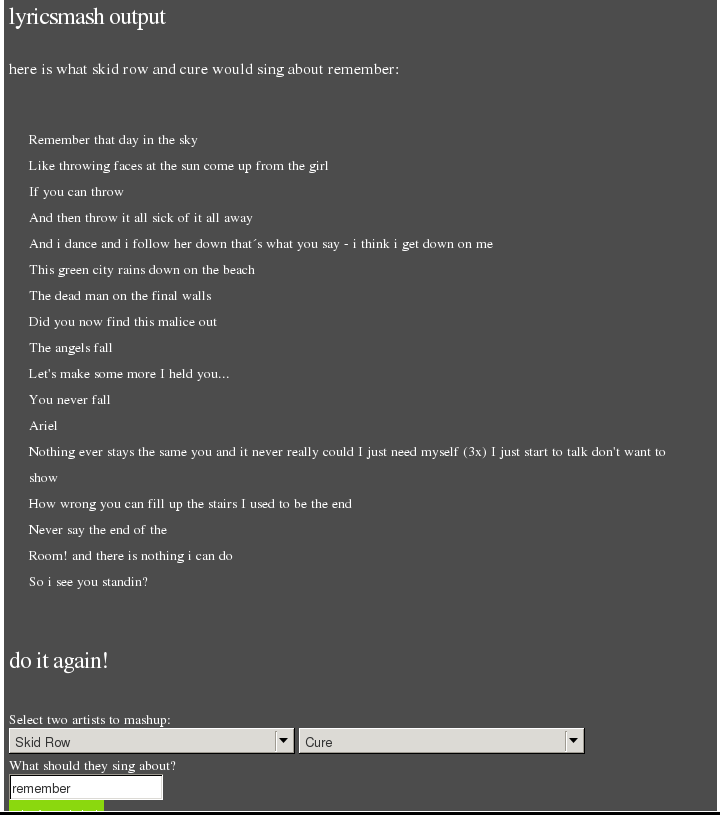 lyricsmash output
here is what skid row and cure would sing about remember:
Remember that day in the sky
Like throwing faces at the sun come up from the girl
If you can throw
And then throw it all sick of it all away
And i dance and i follow her down that´s what you say - i think i get down on me
This green city rains down on the beach
The dead man on the final walls
Did you now find this malice out
The angels fall
Let's make some more I held you...
You never fall
Ariel
Nothing ever stays the same you and it never really could I just need myself (3x) I just start to talk don't want to
show
How wrong you can fill up the stairs I used to be the end
Never say the end of the
Room! and there is nothing i can do
So i see you standin?
do it again!
Select two artists to mashup:
Skid Row Cure
What should they sing about?
remember